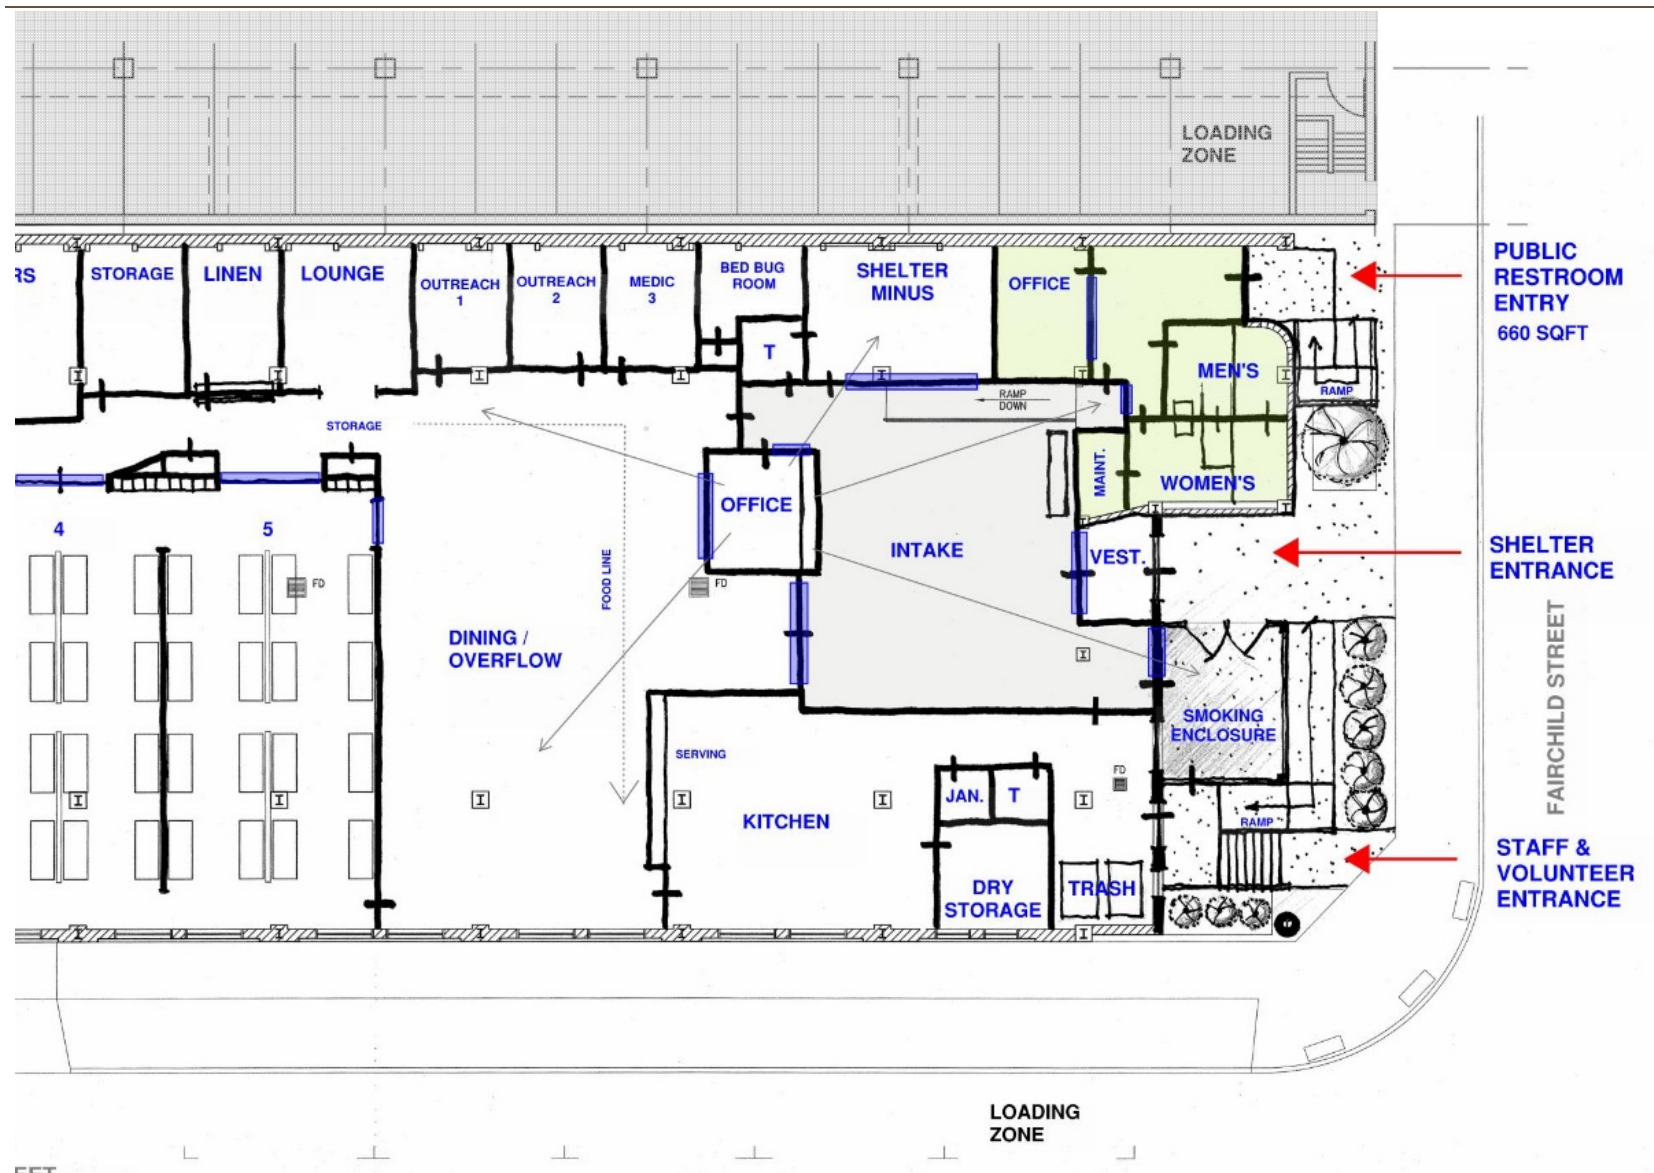 LOADING
ZONE
RS
STORAGE
LINEN
LOUNGE
OUTREACH
1
OUTREACH
2
MEDIC
3
BED BUG
ROOM
SHELTER
MINUS
OFFICE
PUBLIC
RESTROOM
ENTRY
660 SQFT
T
MEN'S
RAMP
RAMP
DOWN
STORAGE
MAINT.
WOMEN'S
OFFICE
4
5
INTAKE
VEST.
SHELTER
ENTRANCE
FD
FD
FOOD LINE
DINING /
OVERFLOW
FAIRCHILD STREET
SMOKING
ENCLOSURE
SERVING
FD
JAN.
T
KITCHEN
RAMP
STAFF &
VOLUNTEER
ENTRANCE
DRY
STORAGE
TRASH
LOADING
ZONE
EET